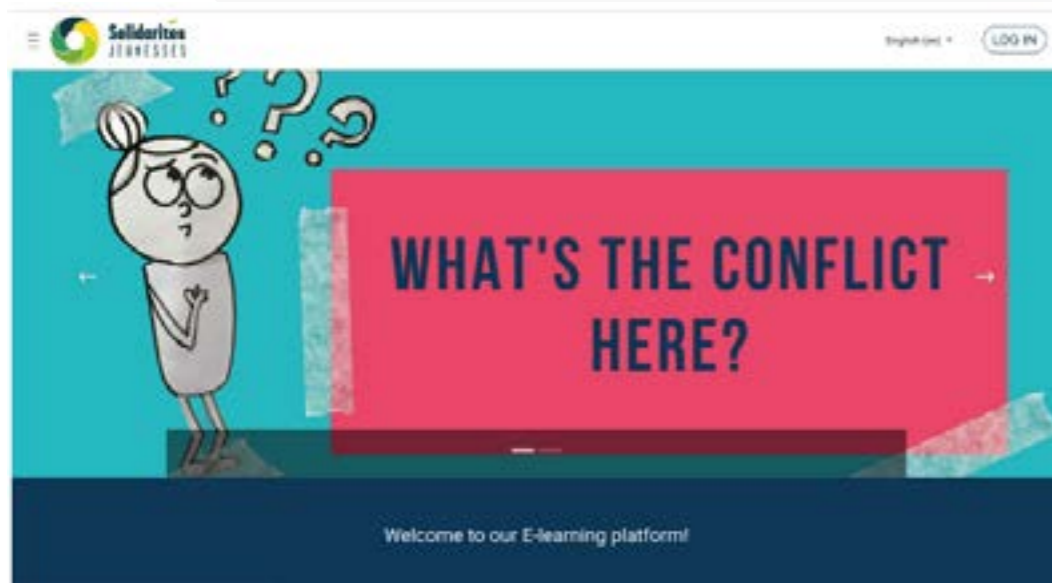 Solidarités
JEUNESSES
English (en)
LOG IN
? ? ?
WHAT'S THE CONFLICT
HERE?
Welcome to our E-learning platform!